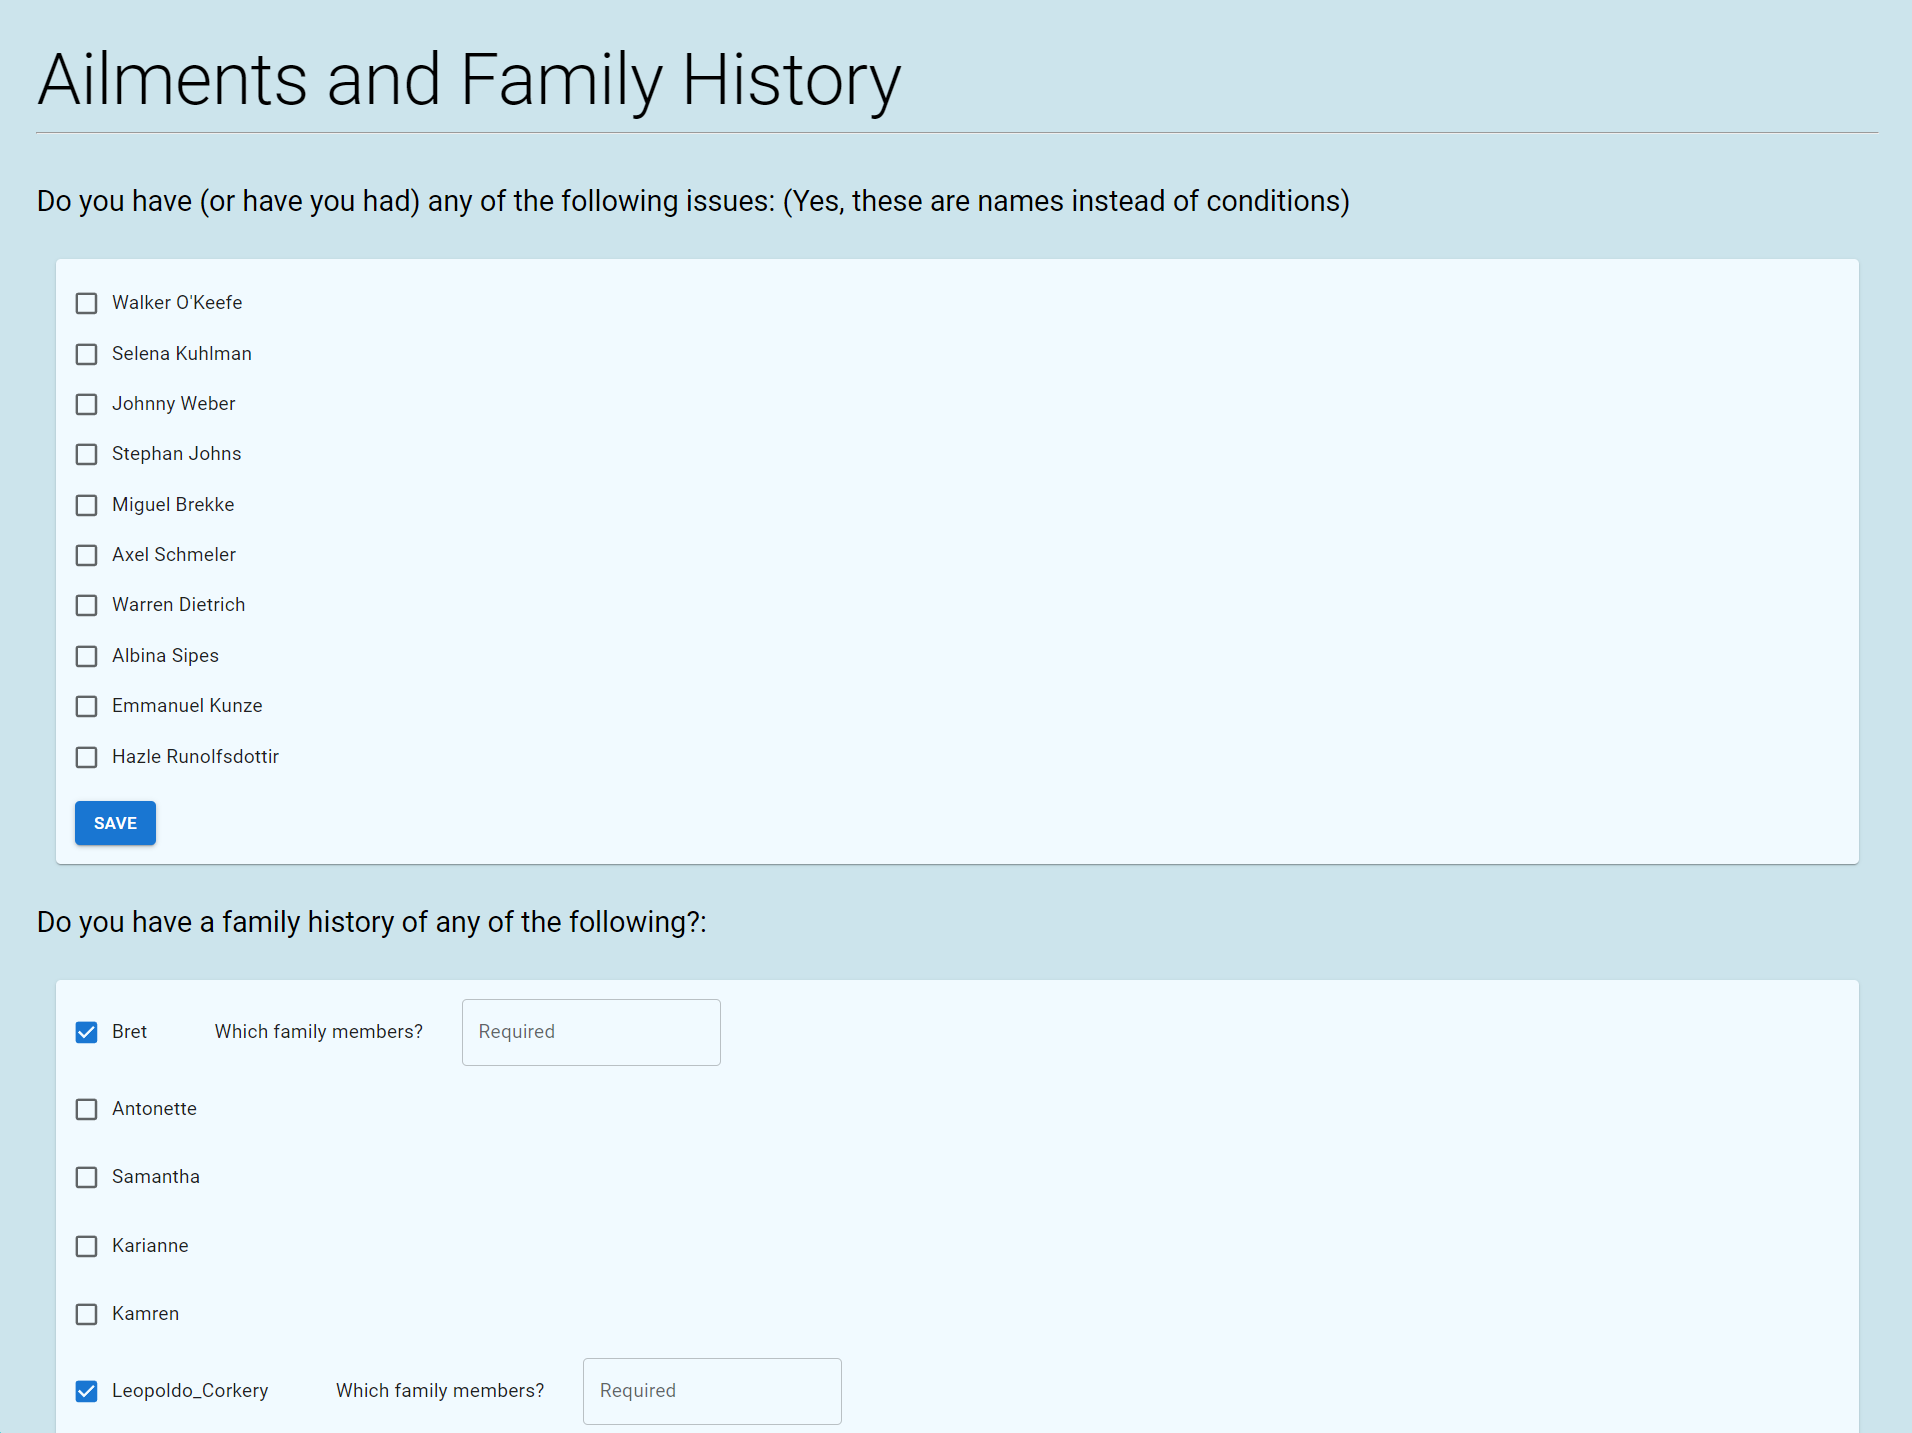 Ailments and Family History
Do you have (or have you had) any of the following issues: (Yes, these are names instead of conditions)
Walker O'Keefe
Selena Kuhlman
Johnny Weber
Stephan Johns
Miguel Brekke
Axel Schmeler
Warren Dietrich
Albina Sipes
Emmanuel Kunze
Hazle Runolfsdottir
SAVE
Do you have a family history of any of the following?:
Bret Which family members? Required
Antonette
Samantha
Karianne
Kamren
Leopoldo_Corkery Which family members? Required